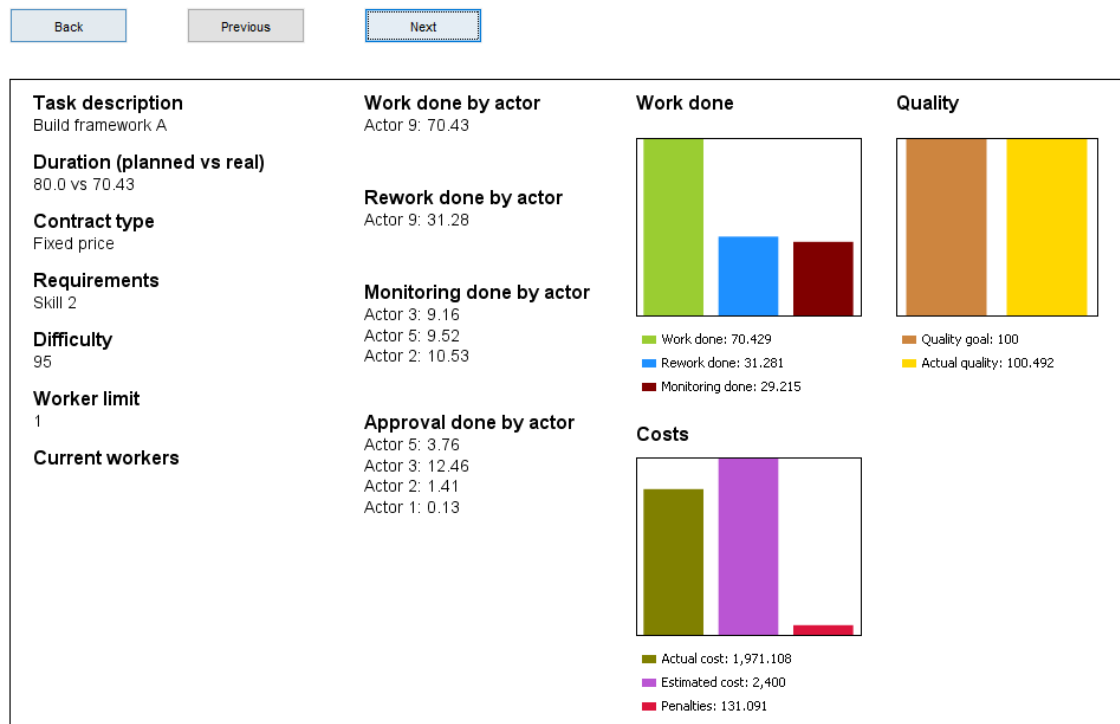 Back
Previous
Next
Task description
Build framework A
Duration (planned vs real)
80.0 vs 70.43
Contract type
Fixed price
Requirements
Skill 2
Difficulty
95
Worker limit
1
Current workers
Work done by actor
Actor 9: 70.43
Rework done by actor
Actor 9: 31.28
Monitoring done by actor
Actor 3: 9.16
Actor 5: 9.52
Actor 2: 10.53
Approval done by actor
Actor 5: 3.76
Actor 3: 12.46
Actor 2: 1.41
Actor 1: 0.13
Work done
Work done: 70.429
Rework done: 31.281
Monitoring done: 29.215
Costs
Actual cost: 1,971.108
Estimated cost: 2,400
Penalties: 131.091
Quality
Quality goal: 100
Actual quality: 100.492